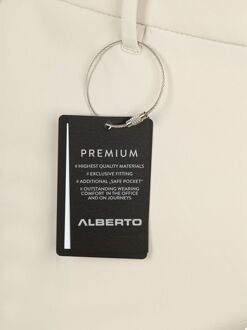 PREMIUM
# HIGHEST QUALITY MATERIALS
# EXCLUSIVE FITTING
# ADDITIONAL „SAFE POCKET"
# OUTSTANDING WEARING
COMFORT IN THE OFFICE
AND ON JOURNEYS
ALBERTO